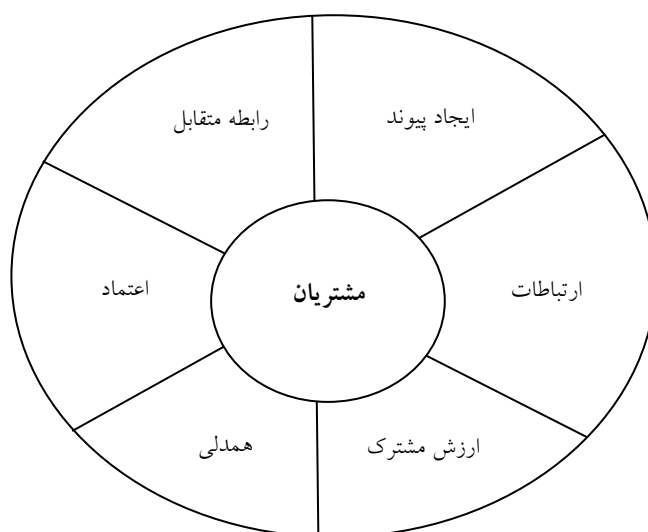 ایجاد پیوند
رابطه متقابل
ارتباطات
مشتریان
اعتماد
ارزش مشترک
همدلی